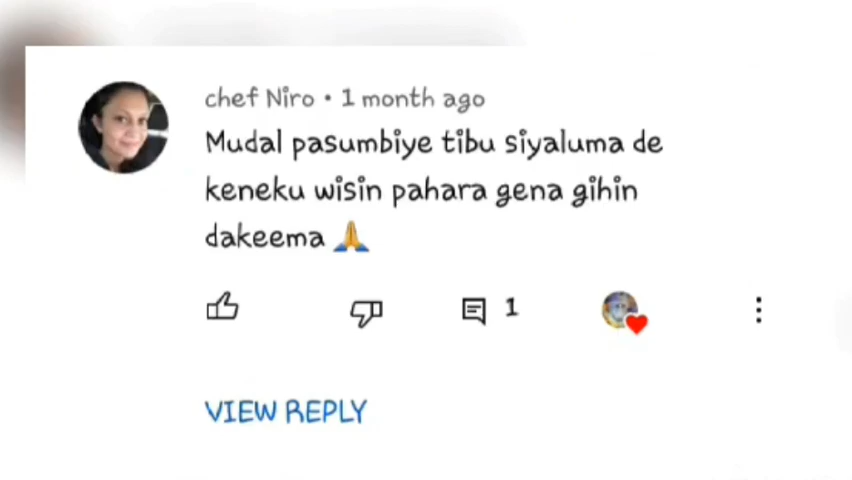 chef Niro • 1 month ago
Mudal pasumbiye tibu siyaluma de
keneku wisin pahara gena gihin
dakeema 🙏
1
VIEW REPLY